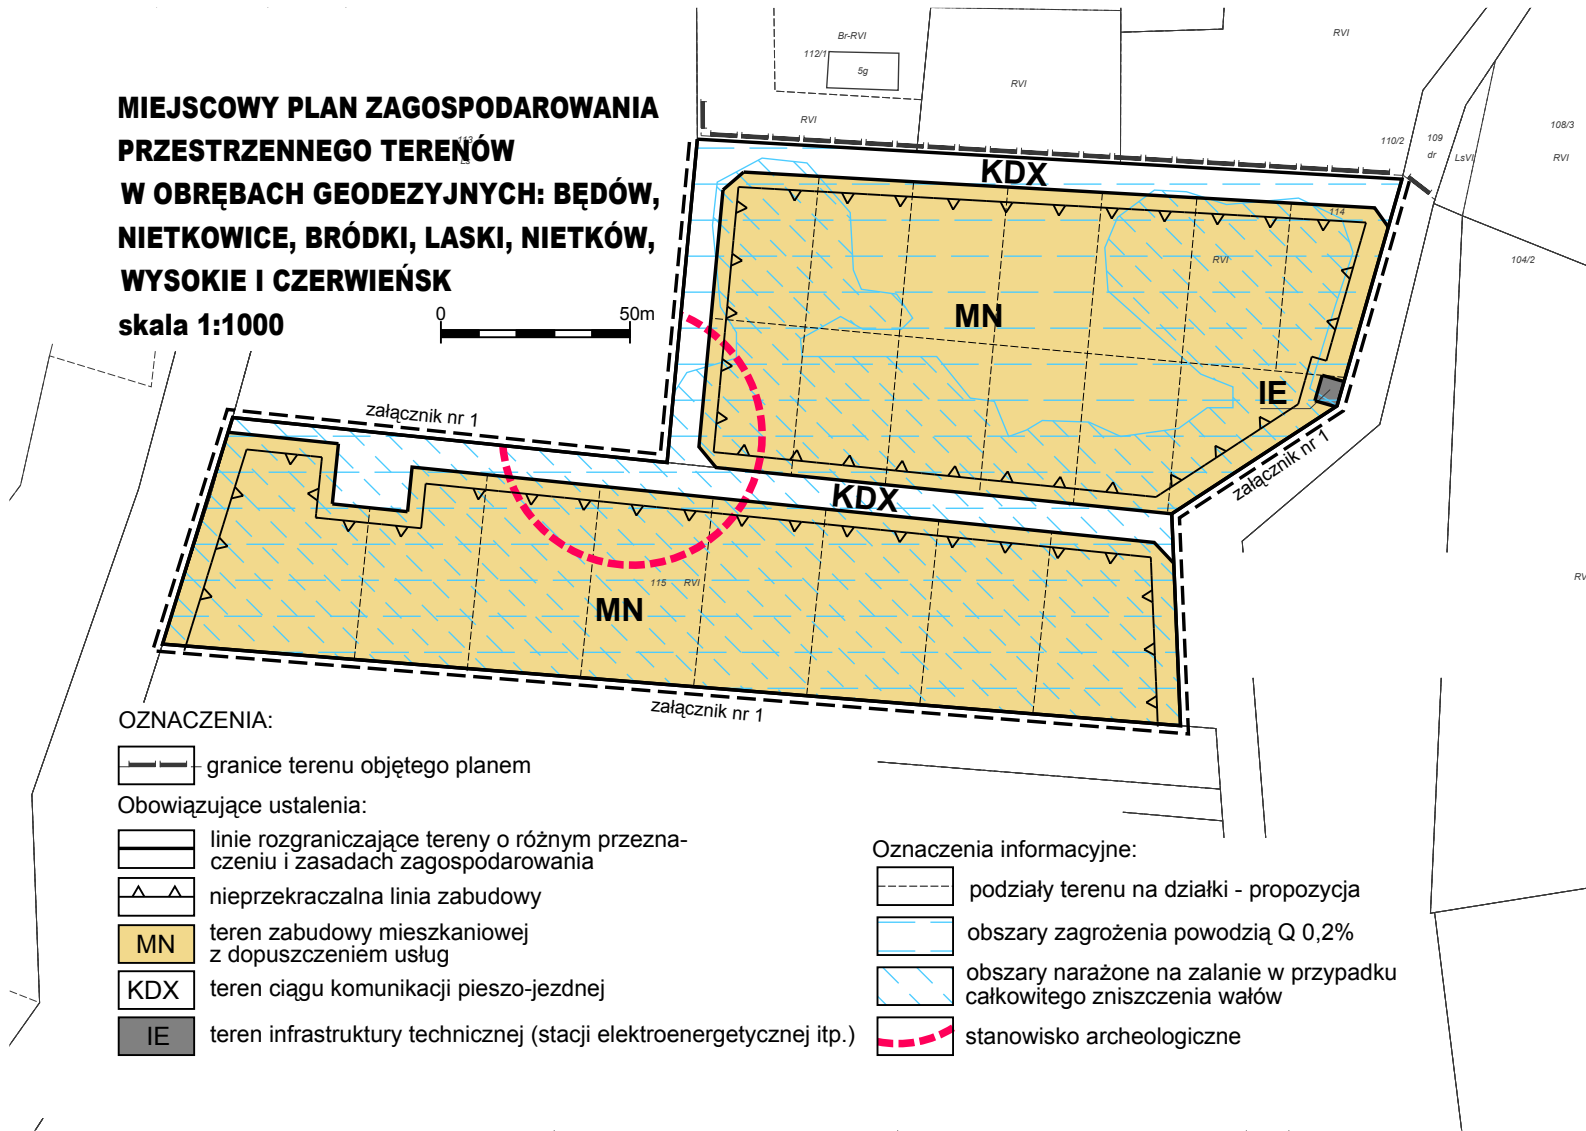 MIEJSCOWY PLAN ZAGOSPODAROWANIA
PRZESTRZENNEGO TERENÓW
W OBRĘBACH GEODEZYJNYCH: BĘDÓW,
NIETKOWICE, BRÓDKI, LASKI, NIETKÓW,
WYSOKIE I CZERWIEŃSK
skala 1:1000
0 50m
113
Ls
Br-RVI
112/1
5g
RVI
RVI
RVI
110/2
109
dr
LsVI
108/3
RVI
104/2
RV
KDX
114
RVI
MN
IE
załącznik nr 1
załącznik nr 1
KDX
115 RVI
MN
załącznik nr 1
OZNACZENIA:
granice terenu objętego planem
Obowiązujące ustalenia:
linie rozgraniczające tereny o różnym przezna-
czeniu i zasadach zagospodarowania
nieprzekraczalna linia zabudowy
MN teren zabudowy mieszkaniowej
z dopuszczeniem usług
KDX teren ciągu komunikacji pieszo-jezdnej
IE teren infrastruktury technicznej (stacji elektroenergetycznej itp.)
Oznaczenia informacyjne:
podziały terenu na działki - propozycja
obszary zagrożenia powodzią Q 0,2%
obszary narażone na zalanie w przypadku
całkowitego zniszczenia wałów
stanowisko archeologiczne